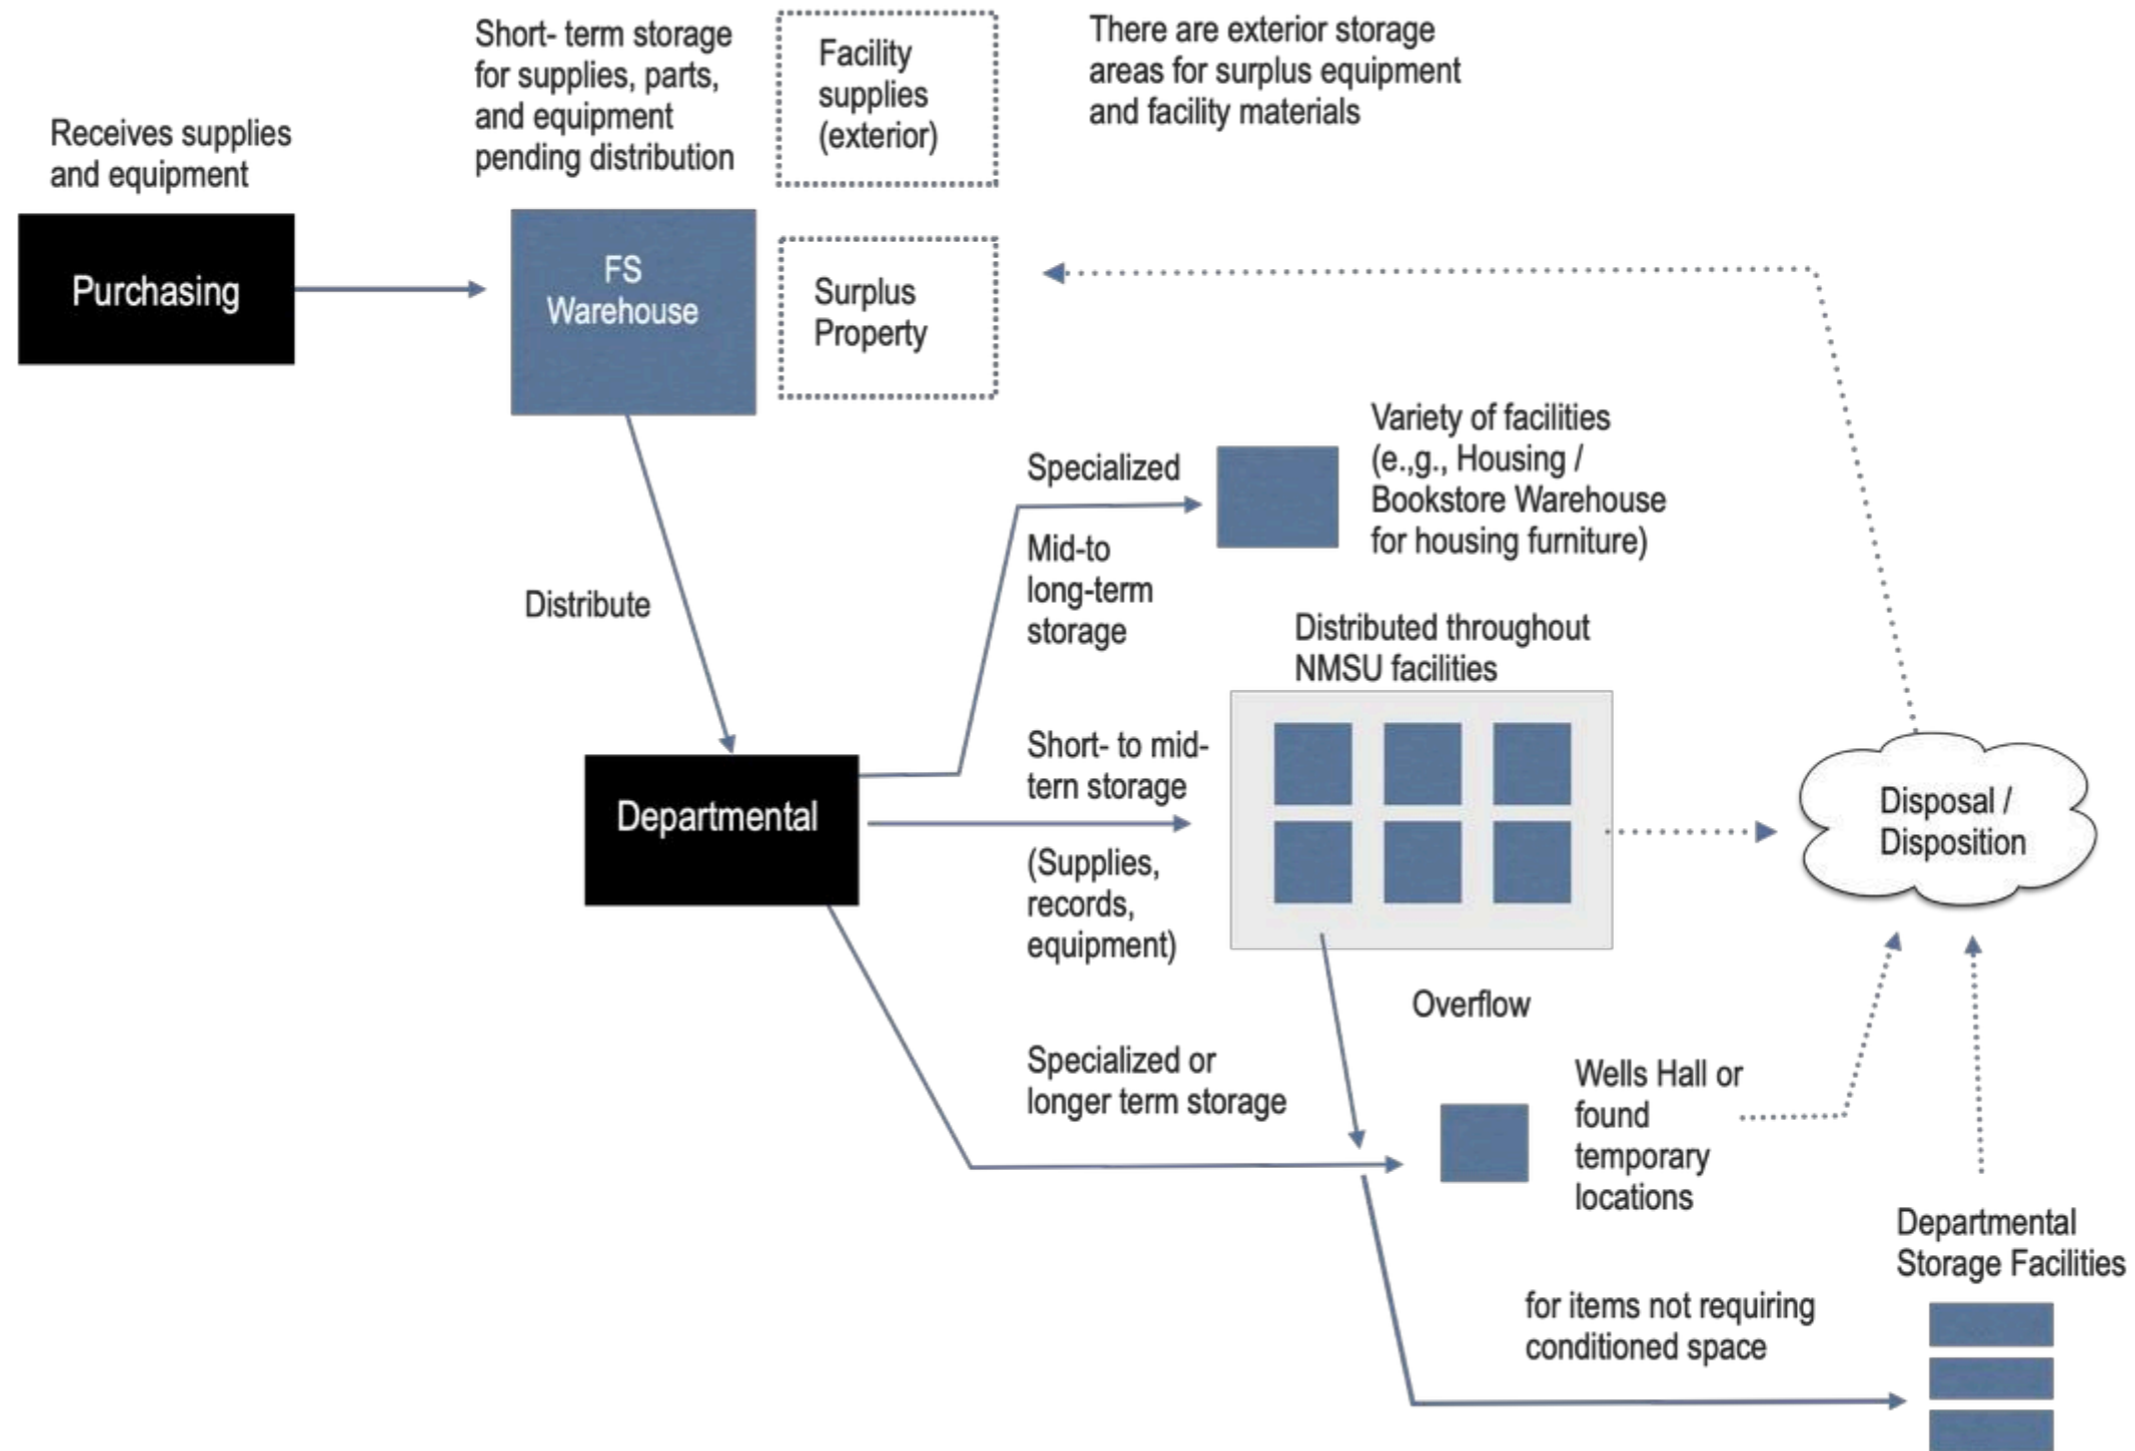 Short- term storage
for supplies, parts,
and equipment
pending distribution
Facility
supplies
(exterior)
There are exterior storage
areas for surplus equipment
and facility materials
Receives supplies
and equipment
Purchasing
FS
Warehouse
Surplus
Property
Distribute
Specialized
Mid-to
long-term
storage
Variety of facilities
(e.,g., Housing /
Bookstore Warehouse
for housing furniture)
Distributed throughout
NMSU facilities
Departmental
Short- to mid-
tern storage
(Supplies,
records,
equipment)
Disposal /
Disposition
Overflow
Specialized or
longer term storage
Wells Hall or
found
temporary
locations
Departmental
Storage Facilities
for items not requiring
conditioned space